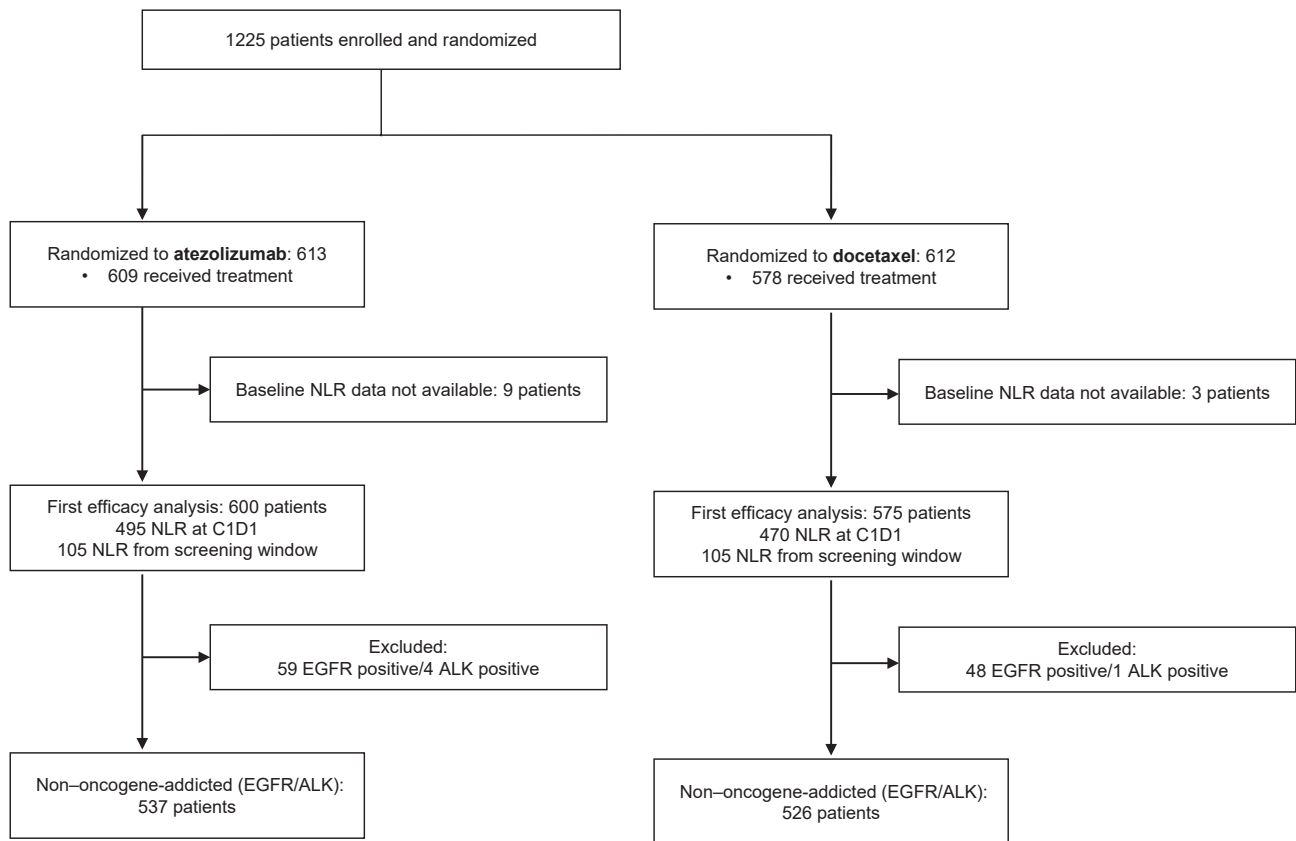 1225 patients enrolled and randomized
Randomized to atezolizumab: 613
• 609 received treatment
Randomized to docetaxel: 612
• 578 received treatment
Baseline NLR data not available: 9 patients
Baseline NLR data not available: 3 patients
First efficacy analysis: 600 patients
495 NLR at C1D1
105 NLR from screening window
First efficacy analysis: 575 patients
470 NLR at C1D1
105 NLR from screening window
Excluded:
59 EGFR positive/4 ALK positive
Excluded:
48 EGFR positive/1 ALK positive
Non–oncogene-addicted (EGFR/ALK):
537 patients
Non–oncogene-addicted (EGFR/ALK):
526 patients